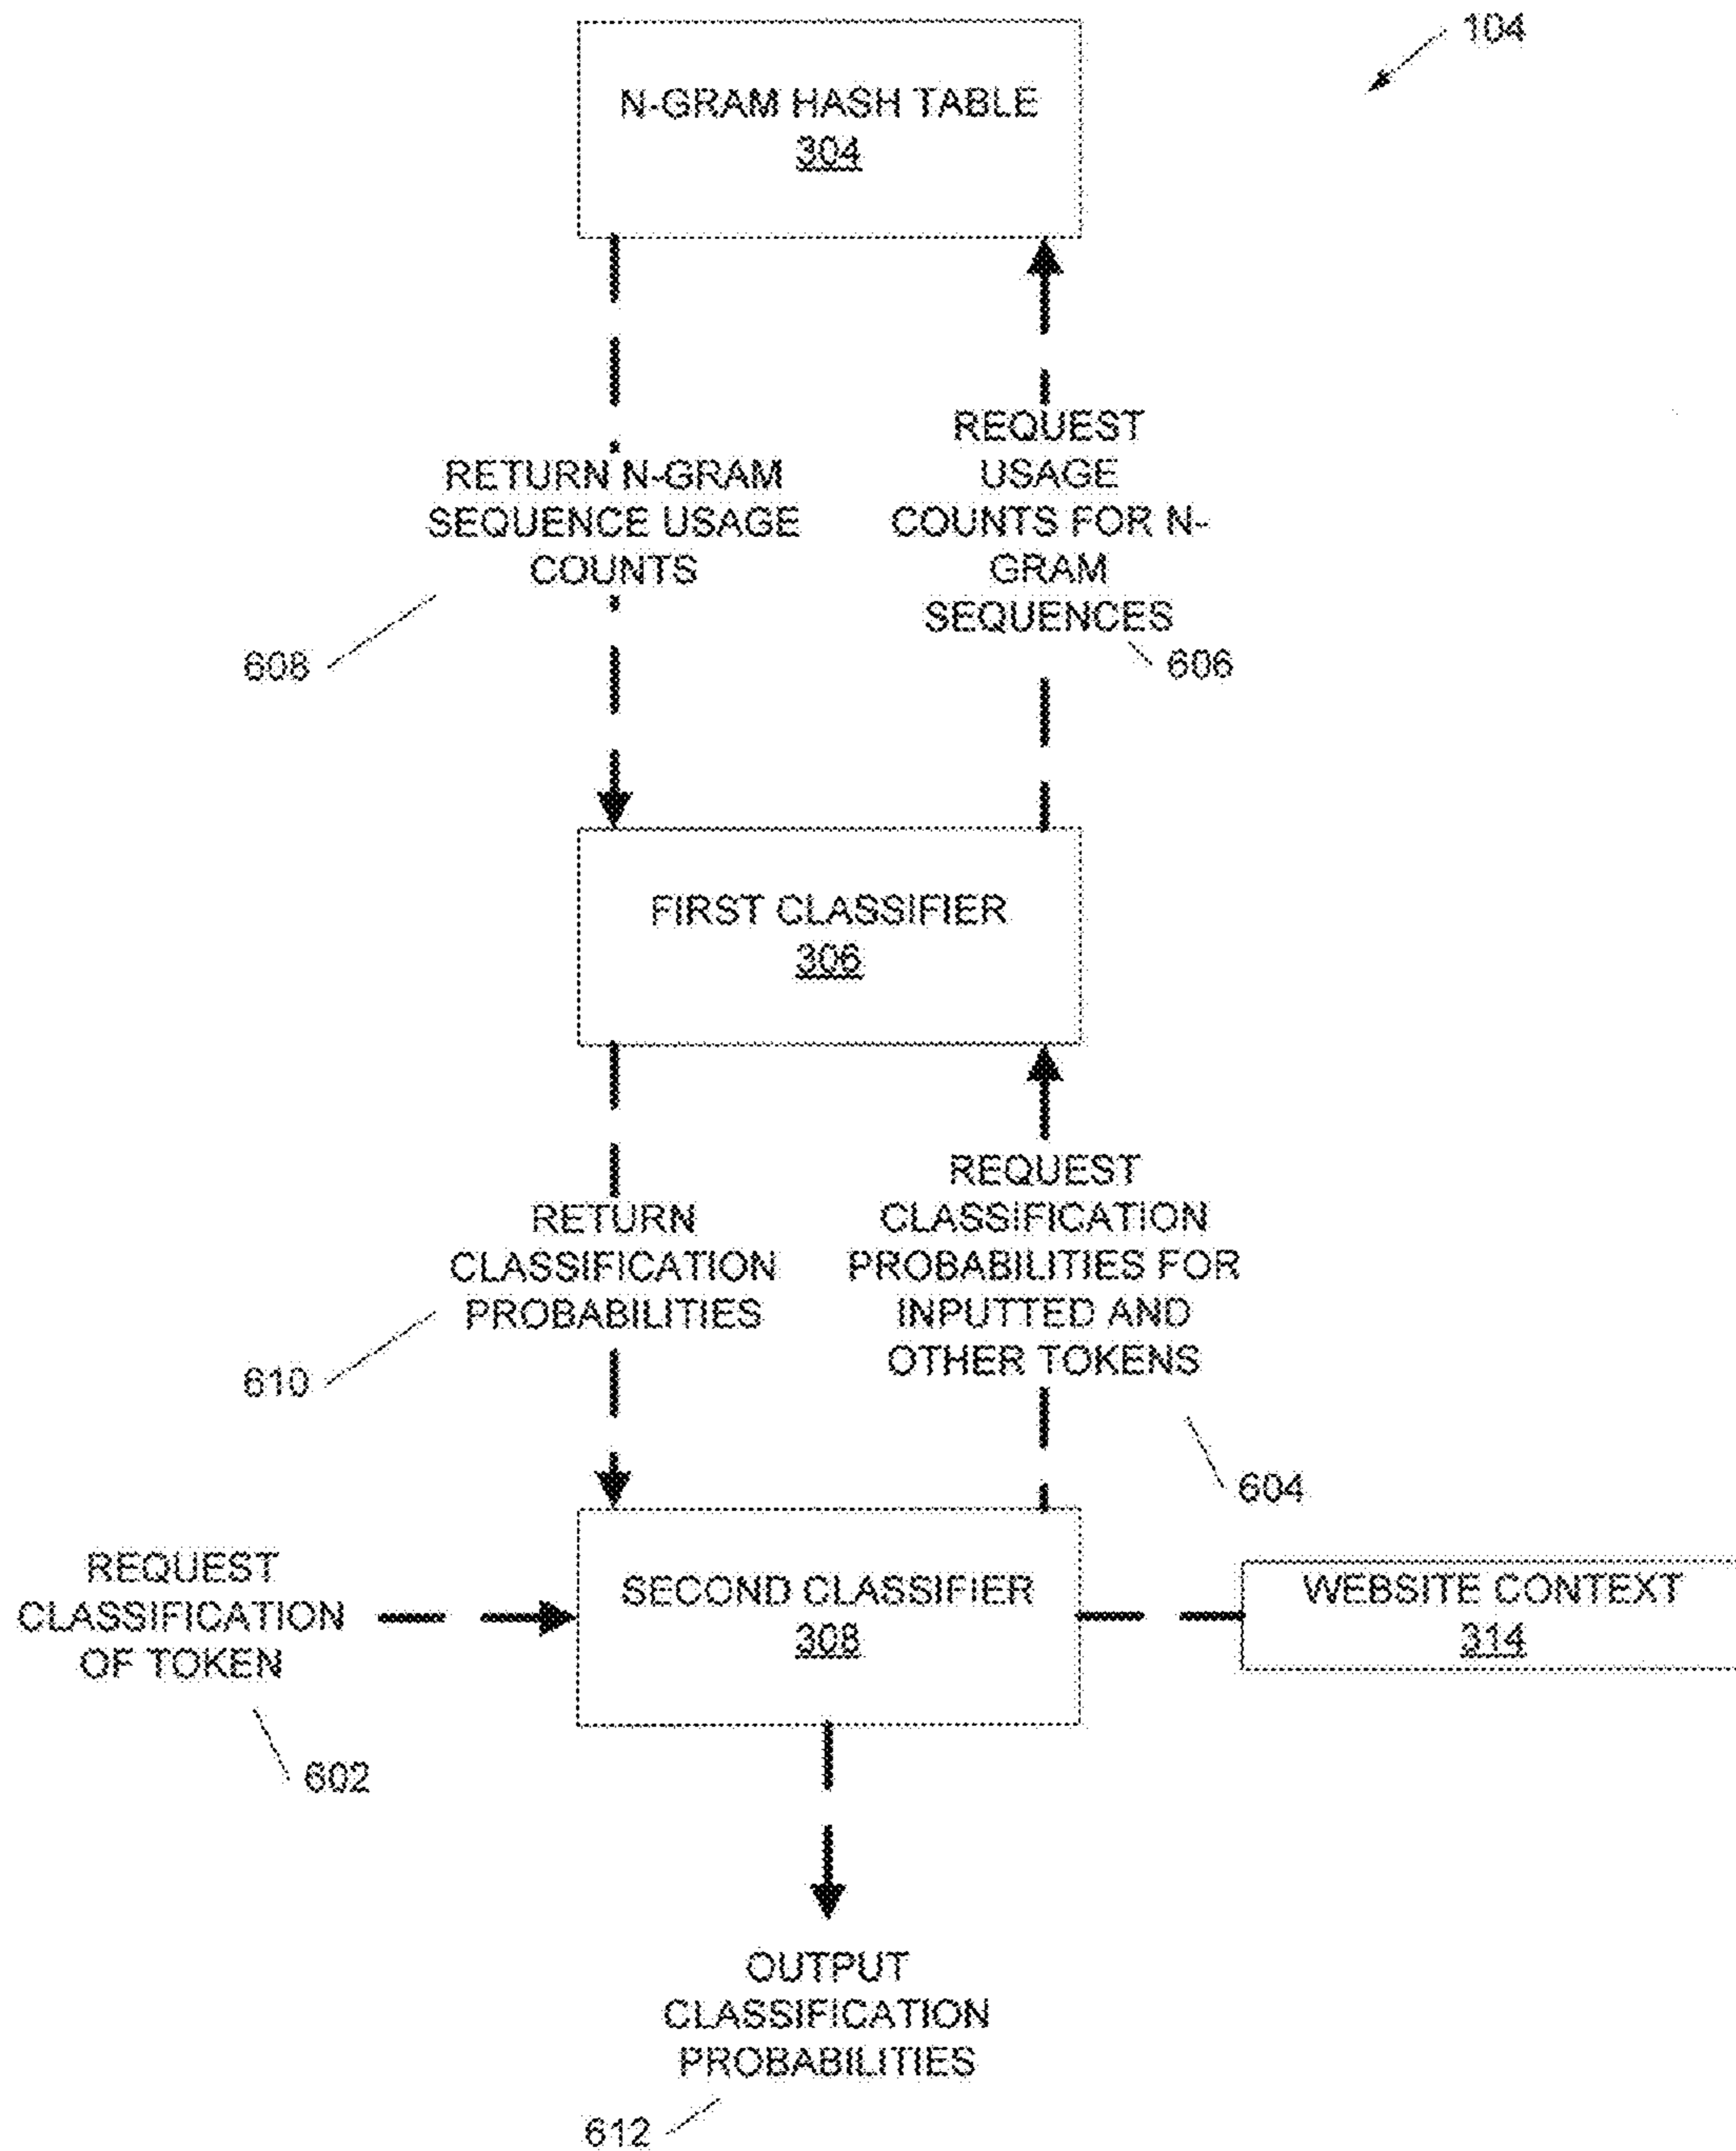 104
N-GRAM HASH TABLE
304
RETURN N-GRAM
SEQUENCE USAGE
COUNTS
608
REQUEST
USAGE
COUNTS FOR N-
GRAM
SEQUENCES
606
FIRST CLASSIFIER
306
RETURN
CLASSIFICATION
PROBABILITIES
610
REQUEST
CLASSIFICATION
PROBABILITIES FOR
INPUTTED AND
OTHER TOKENS
604
REQUEST
CLASSIFICATION
OF TOKEN
602
SECOND CLASSIFIER
308
WEBSITE CONTEXT
314
OUTPUT
CLASSIFICATION
PROBABILITIES
612